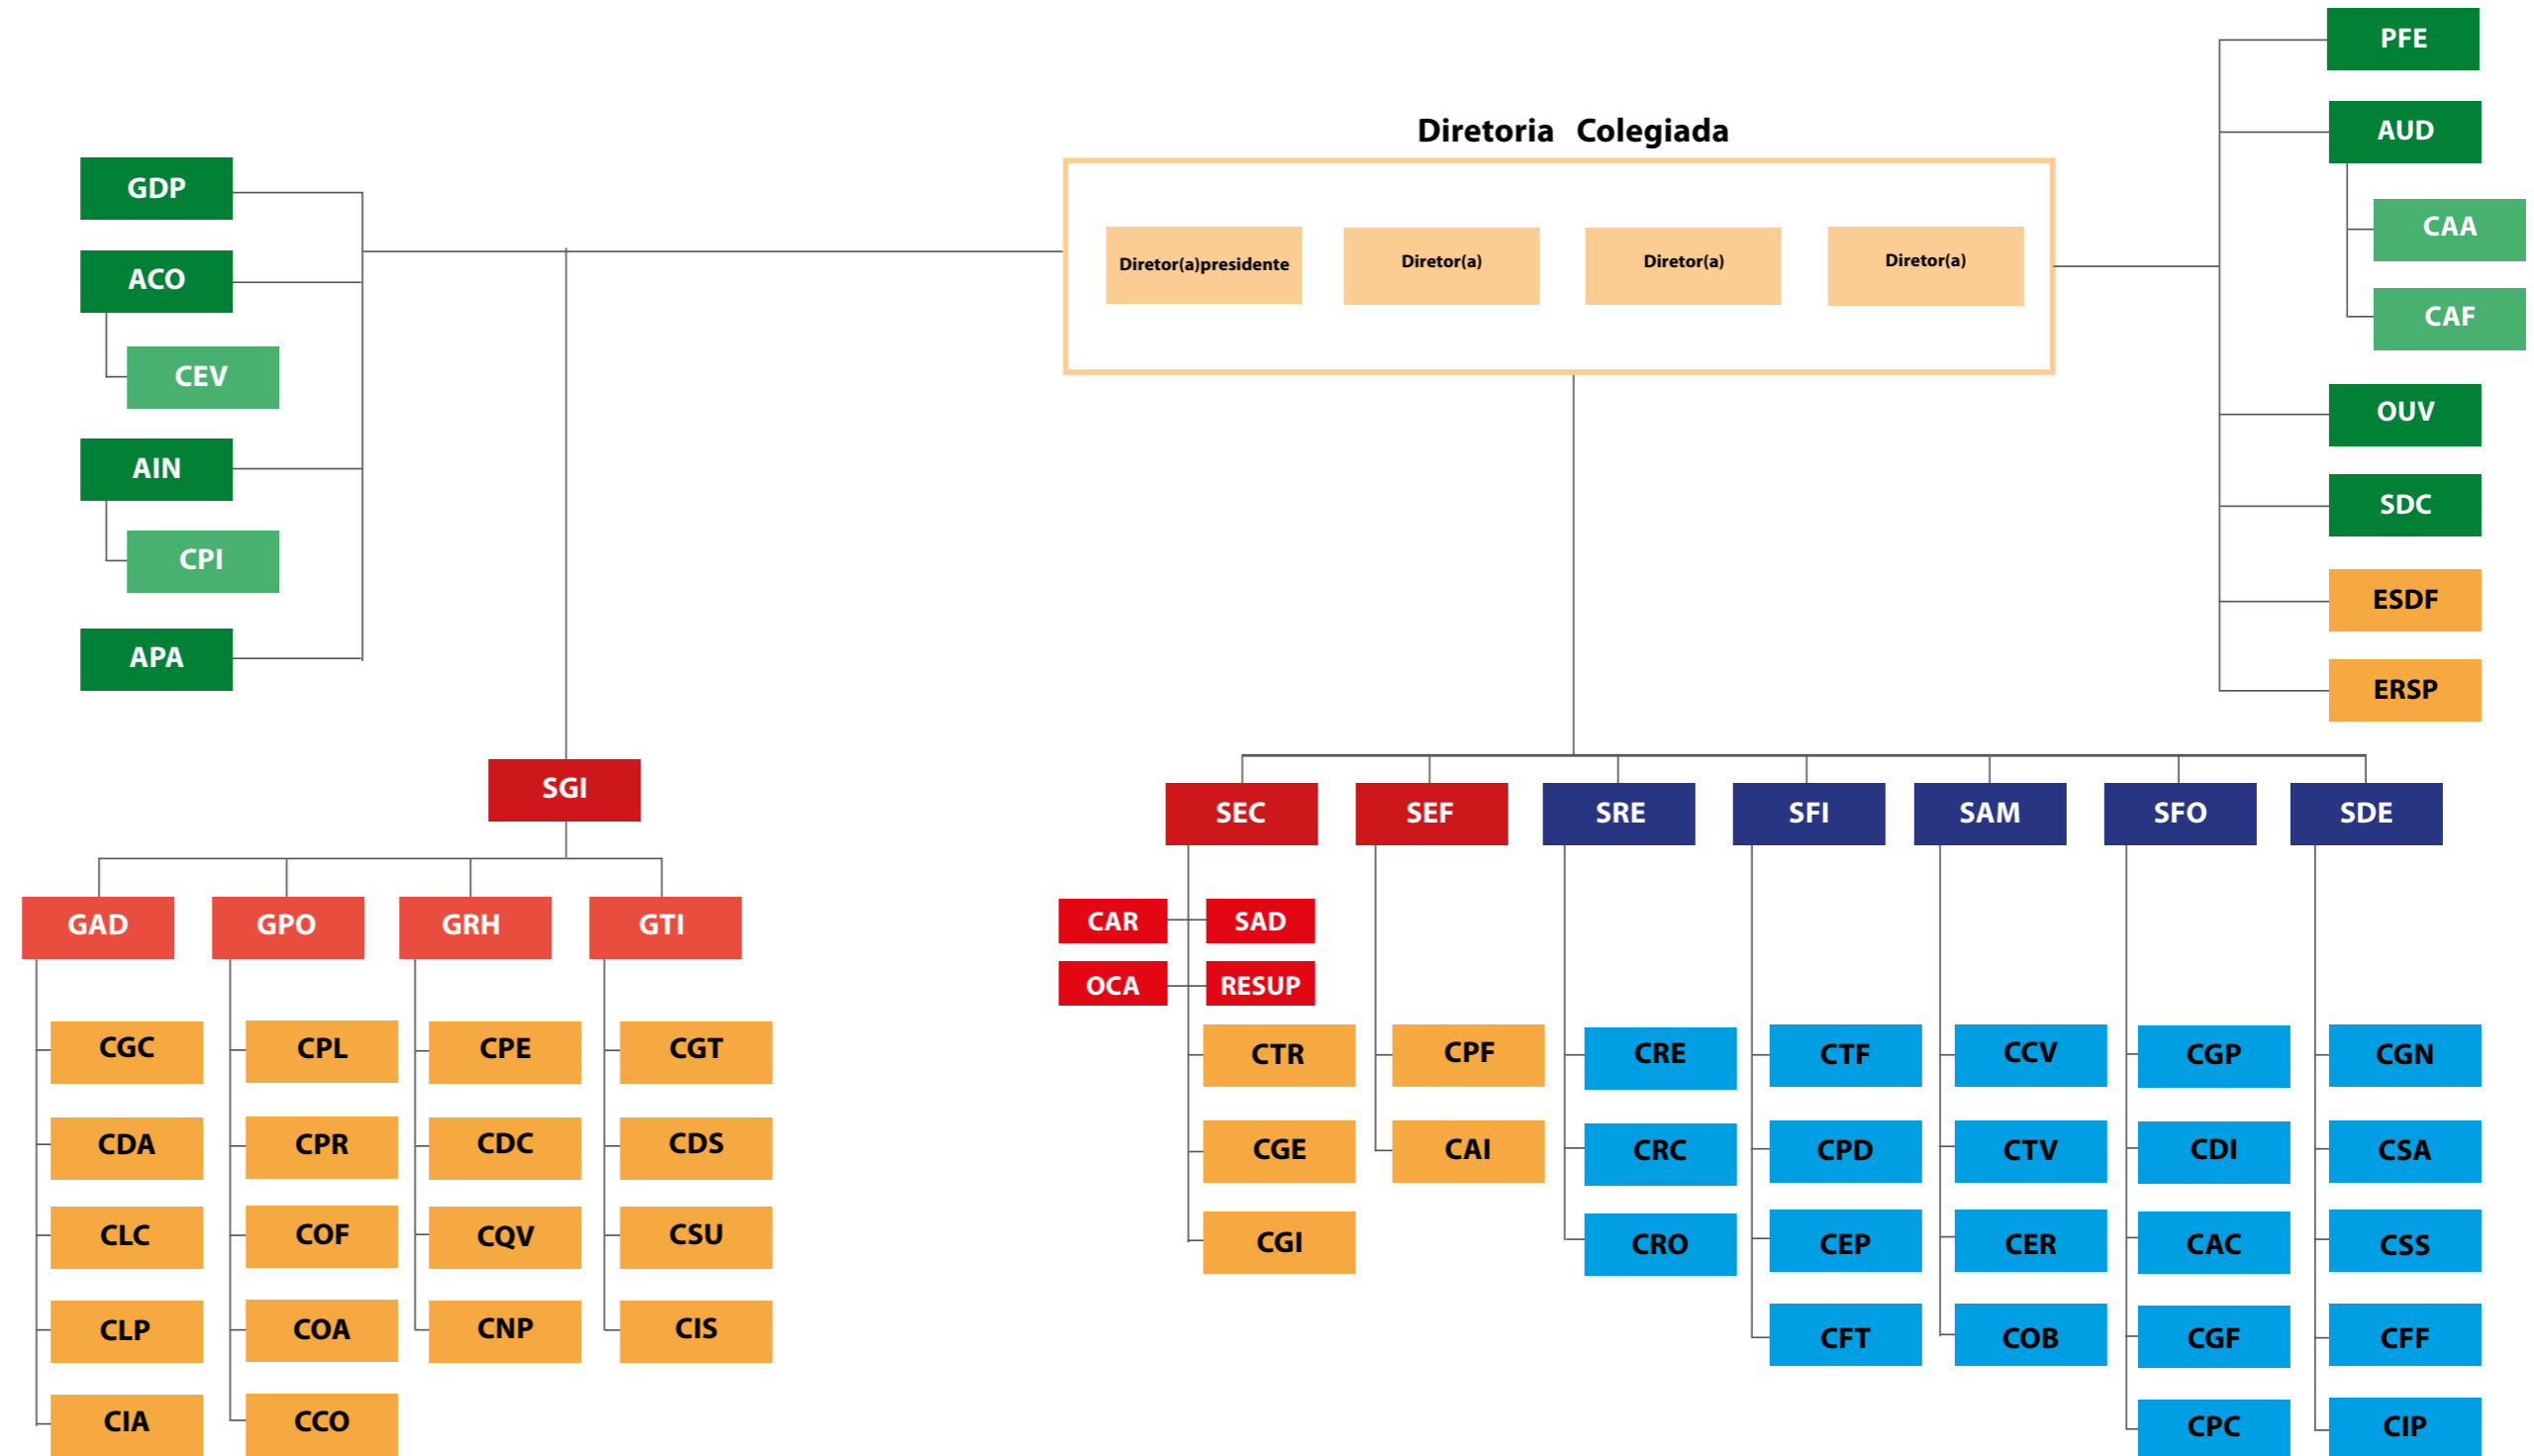 Diretoria Colegiada
Diretor(a)presidente
Diretor(a)
Diretor(a)
Diretor(a)
GDP
ACO
CEV
AIN
CPI
APA
PFE
AUD
CAA
CAF
OUV
SDC
ESDF
ERSP
SGI
GAD
GPO
GRH
GTI
CGC
CDA
CLC
CLP
CIA
CPL
CPR
COF
COA
CCO
CPE
CDC
CQV
CNP
CGT
CDS
CSU
CIS
SEC
SEF
SRE
SFI
SAM
SFO
SDE
CAR
SAD
OCA
RESUP
CTR
CGE
CGI
CPF
CAI
CRE
CRC
CRO
CTF
CPD
CEP
CFT
CCV
CTV
CER
COB
CGP
CDI
CAC
CGF
CPC
CGN
CSA
CSS
CFF
CIP